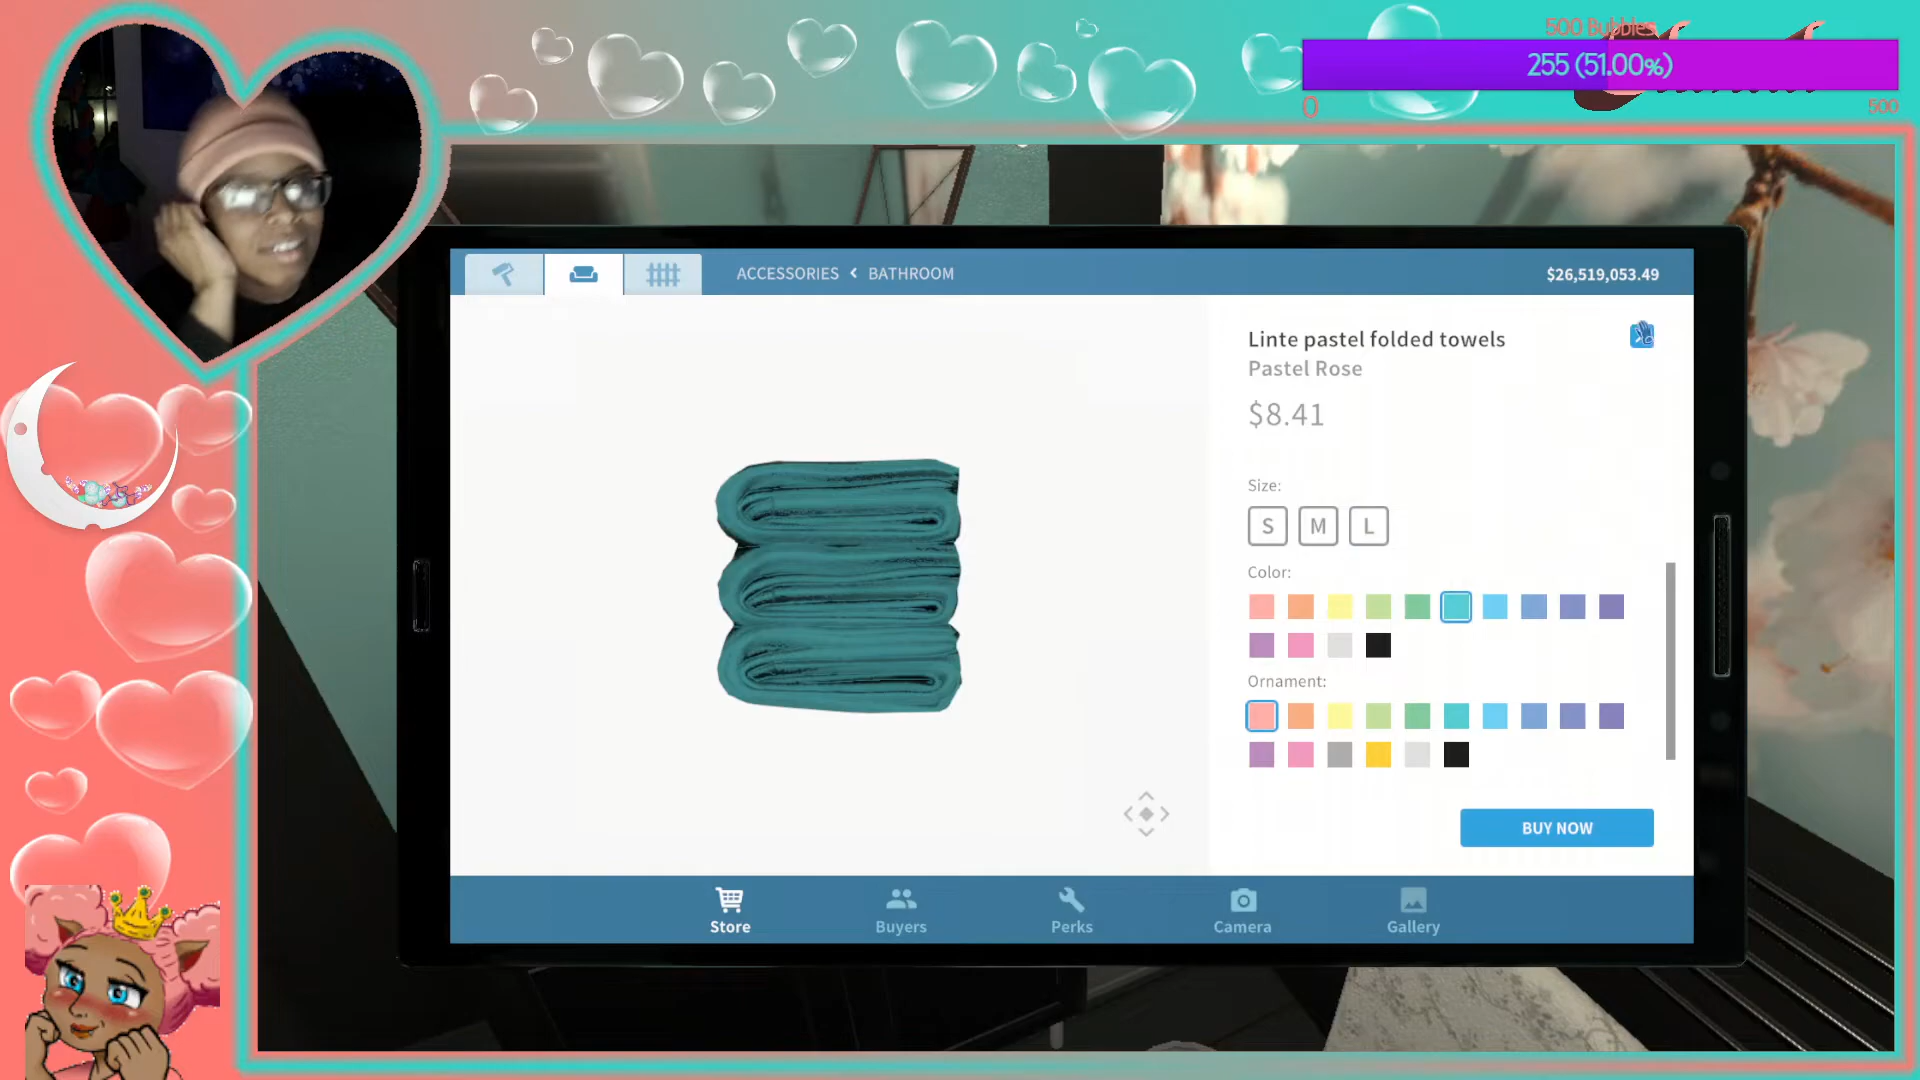 500 Bubbles
255 (51.00%)
0
500
ACCESSORIES < BATHROOM
$26,519,053.49
Linte pastel folded towels
Pastel Rose
$8.41
Size:
S M L
Color:
Ornament:
BUY NOW
Store
Buyers
Perks
Camera
Gallery